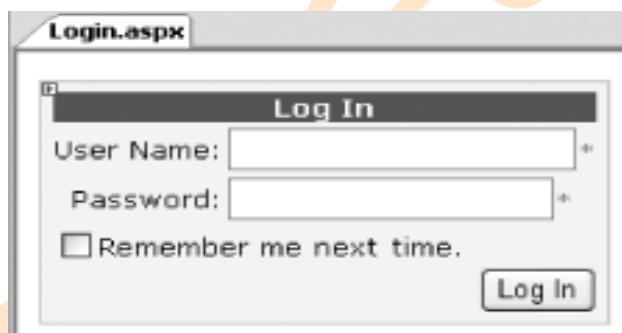 Login.aspx
Log In
User Name: *
Password: *
Remember me next time.
Log In